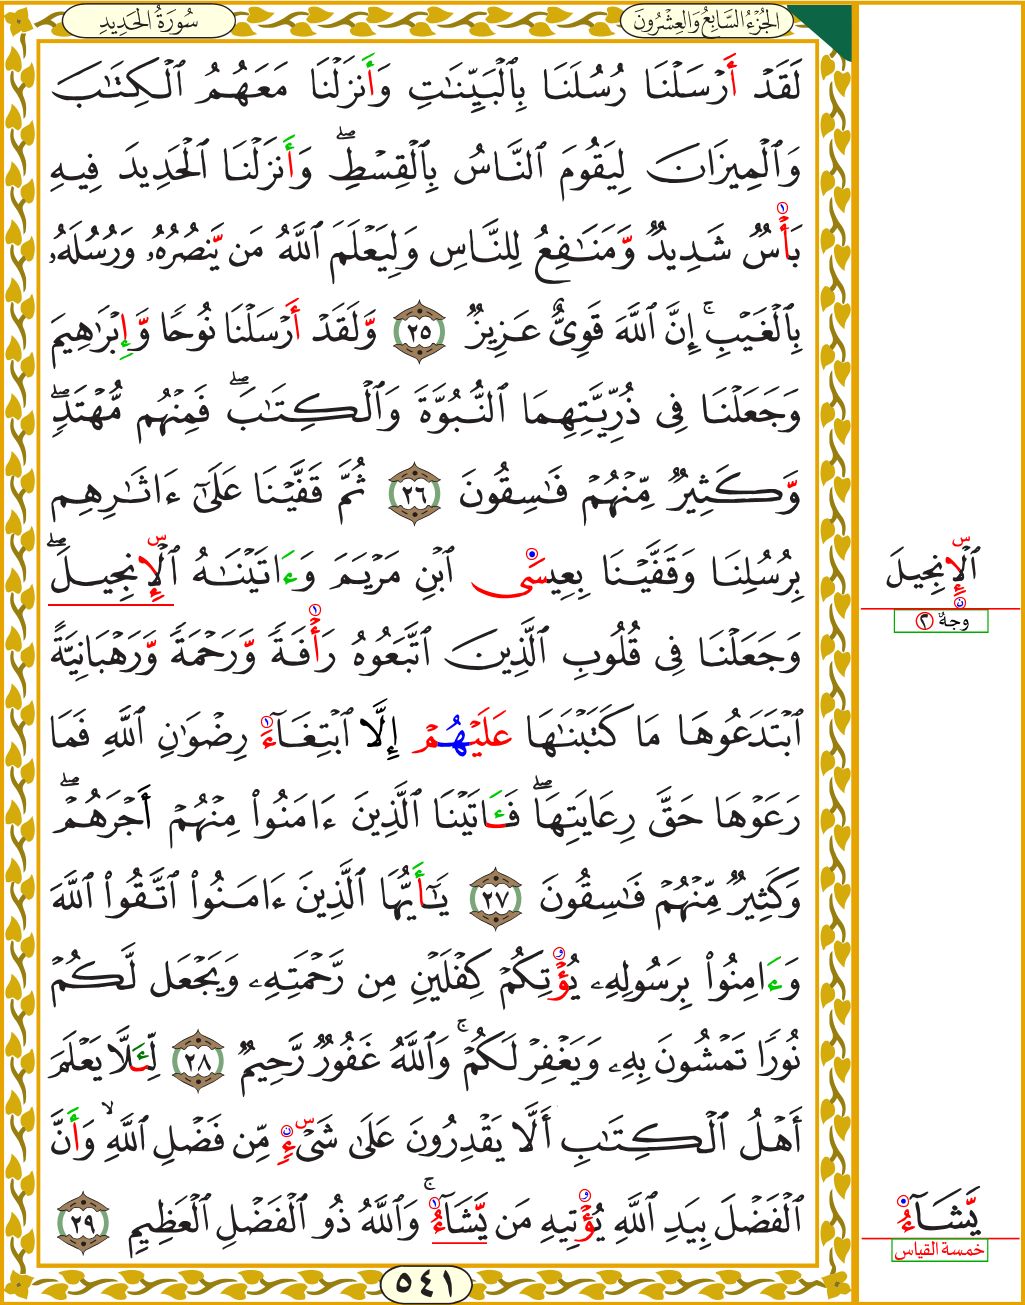 الجُزْءُ السَّابِعُ وَالعِشْرُونَ
سُورَةُ الحَدِيدِ
لَقَدْ أَرْسَلْنَا رُسُلَنَا بِٱلْبَيِّنَـٰتِ وَأَنزَلْنَا مَعَهُمُ ٱلْكِتَـٰبَ
وَٱلْمِيزَانَ لِيَقُومَ ٱلنَّاسُ بِٱلْقِسْطِۖ وَأَنزَلْنَا ٱلْحَدِيدَ فِيهِ
بَأْسٌ شَدِيدٌ وَّمَنَـٰفِعُ لِلنَّاسِ وَلِيَعْلَمَ ٱللَّهُ مَن يَّنصُرُهُۥ وَرُسُلَهُۥ
بِٱلْغَيْبِۚ إِنَّ ٱللَّهَ قَوِىٌّ عَزِيزٌ ٢٥ وَّلَقَدْ أَرْسَلْنَا نُوحًا وَّإِبْرَٰهِيمَ
وَجَعَلْنَا فِى ذُرِّيَّتِهِمَا ٱلنُّبُوَّةَ وَٱلْكِتَـٰبَۖ فَمِنْهُم مُّهْتَدٍۖ
وَّكَثِيرٌ مِّنْهُمْ فَـٰسِقُونَ ٢٦ ثُمَّ قَفَّيْنَا عَلَىٰٓ ءَاثَـٰرِهِم
بِرُسُلِنَا وَقَفَّيْنَا بِعِيسَى ٱبْنِ مَرْيَمَ وَءَاتَيْنَـٰهُ ٱلْإِنجِيلَۖ
وَجَعَلْنَا فِى قُلُوبِ ٱلَّذِينَ ٱتَّبَعُوهُ رَأْفَةً وَّرَحْمَةً وَّرَهْبَانِيَّةً
ٱبْتَدَعُوهَا مَا كَتَبْنَـٰهَا عَلَيْهُمْ إِلَّا ٱبْتِغَآءَ رِضْوَٰنِ ٱللَّهِ فَمَا
رَعَوْهَا حَقَّ رِعَايَتِهَاۖ فَـَٔاتَيْنَا ٱلَّذِينَ ءَامَنُوا۟ مِنْهُمْ أَجْرَهُمْۖ
وَكَثِيرٌ مِّنْهُمْ فَـٰسِقُونَ ٢٧ يَـٰٓأَيُّهَا ٱلَّذِينَ ءَامَنُوا۟ ٱتَّقُوا۟ ٱللَّهَ
وَءَامِنُوا۟ بِرَسُولِهِۦ يُؤْتِكُمْ كِفْلَيْنِ مِن رَّحْمَتِهِۦ وَيَجْعَل لَّكُمْ
نُورًا تَمْشُونَ بِهِۦ وَيَغْفِرْ لَكُمْۚ وَٱللَّهُ غَفُورٌ رَّحِيمٌ ٢٨ لِّئَلَّا يَعْلَمَ
أَهْلُ ٱلْكِتَـٰبِ أَلَّا يَقْدِرُونَ عَلَىٰ شَىْءٍ مِّن فَضْلِ ٱللَّهِۙ وَأَنَّ
ٱلْفَضْلَ بِيَدِ ٱللَّهِ يُؤْتِيهِ مَن يَّشَآءُۚ وَٱللَّهُ ذُو ٱلْفَضْلِ ٱلْعَظِيمِ ٢٩
٥٤١
ٱلْإِنجِيلَ
وجهٌ ٢
يَّشَآءُ
خمسة القياس